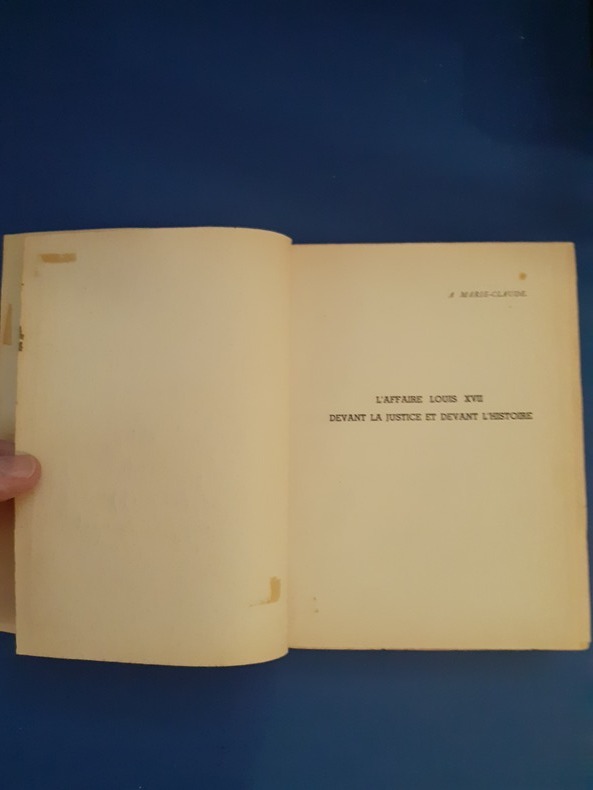 A MARIE-CLAUDE.
L'AFFAIRE LOUIS XVII
DEVANT LA JUSTICE ET DEVANT L'HISTOIRE